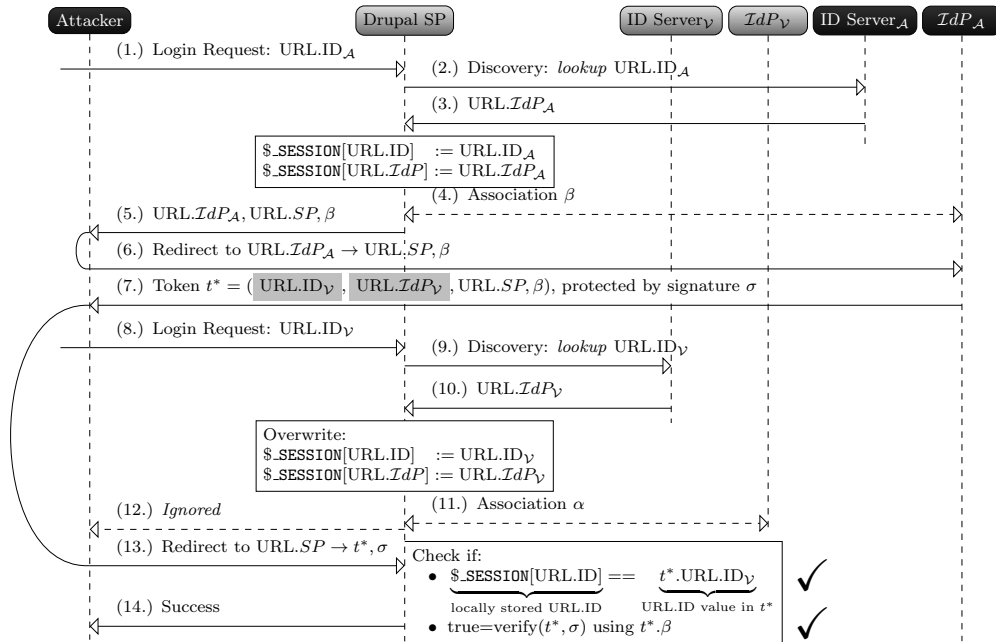 Attacker Drupal SP ID Server𝒱 IdP𝒱 ID Server𝒜 IdP𝒜
(1.) Login Request: URL.ID𝒜
(2.) Discovery: lookup URL.ID𝒜
(3.) URL.IdP𝒜
$_SESSION[URL.ID] := URL.ID𝒜
$_SESSION[URL.IdP] := URL.IdP𝒜
(4.) Association β
(5.) URL.IdP𝒜, URL.SP, β
(6.) Redirect to URL.IdP𝒜 → URL.SP, β
(7.) Token t* = ( URL.ID𝒱 , URL.IdP𝒱 , URL.SP, β), protected by signature σ
(8.) Login Request: URL.ID𝒱
(9.) Discovery: lookup URL.ID𝒱
(10.) URL.IdP𝒱
Overwrite:
$_SESSION[URL.ID] := URL.ID𝒱
$_SESSION[URL.IdP] := URL.IdP𝒱
(11.) Association α
(12.) Ignored
(13.) Redirect to URL.SP → t*, σ
Check if:
• $_SESSION[URL.ID] == t*.URL.ID𝒱 ✓
locally stored URL.ID URL.ID value in t*
• true=verify(t*, σ) using t*.β ✓
(14.) Success